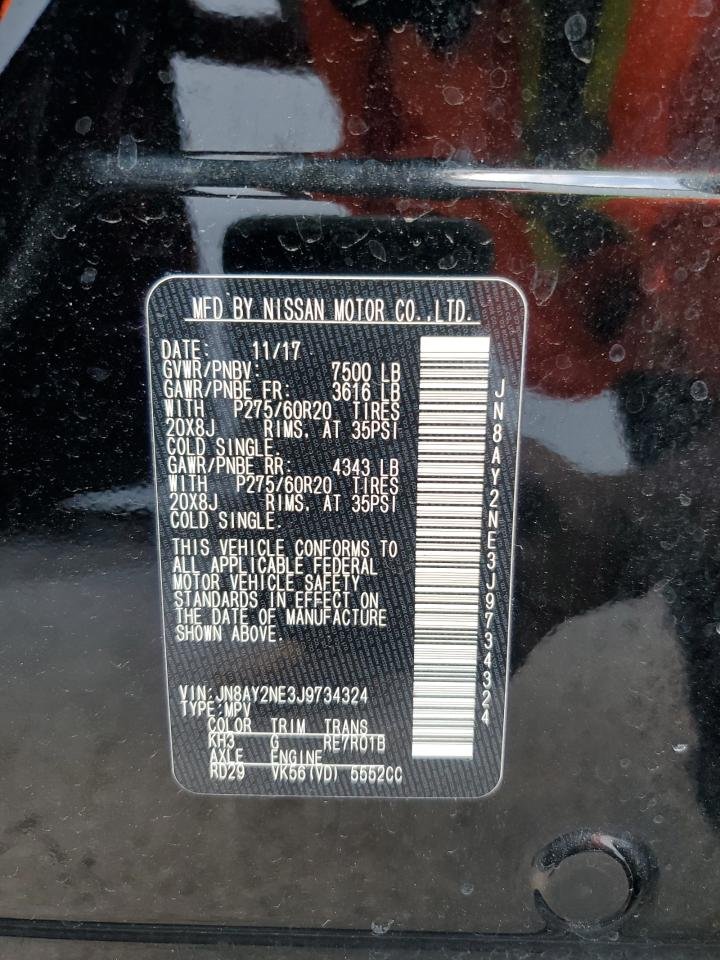 MFD BY NISSAN MOTOR CO.,LTD.
DATE: 11/17
GVWR/PNBV: 7500 LB
GAWR/PNBE FR: 3616 LB
WITH P275/60R20 TIRES
20X8J RIMS. AT 35PSI
COLD SINGLE.
GAWR/PNBE RR: 4343 LB
WITH P275/60R20 TIRES
20X8J RIMS. AT 35PSI
COLD SINGLE.
THIS VEHICLE CONFORMS TO
ALL APPLICABLE FEDERAL
MOTOR VEHICLE SAFETY
STANDARDS IN EFFECT ON
THE DATE OF MANUFACTURE
SHOWN ABOVE.
VIN:JN8AY2NE3J9734324
TYPE:MPV
COLOR TRIM TRANS
KH3 G RE7R01B
AXLE ENGINE
RD29 VK56(VD) 5552CC
JN8AY2NE3J9734324